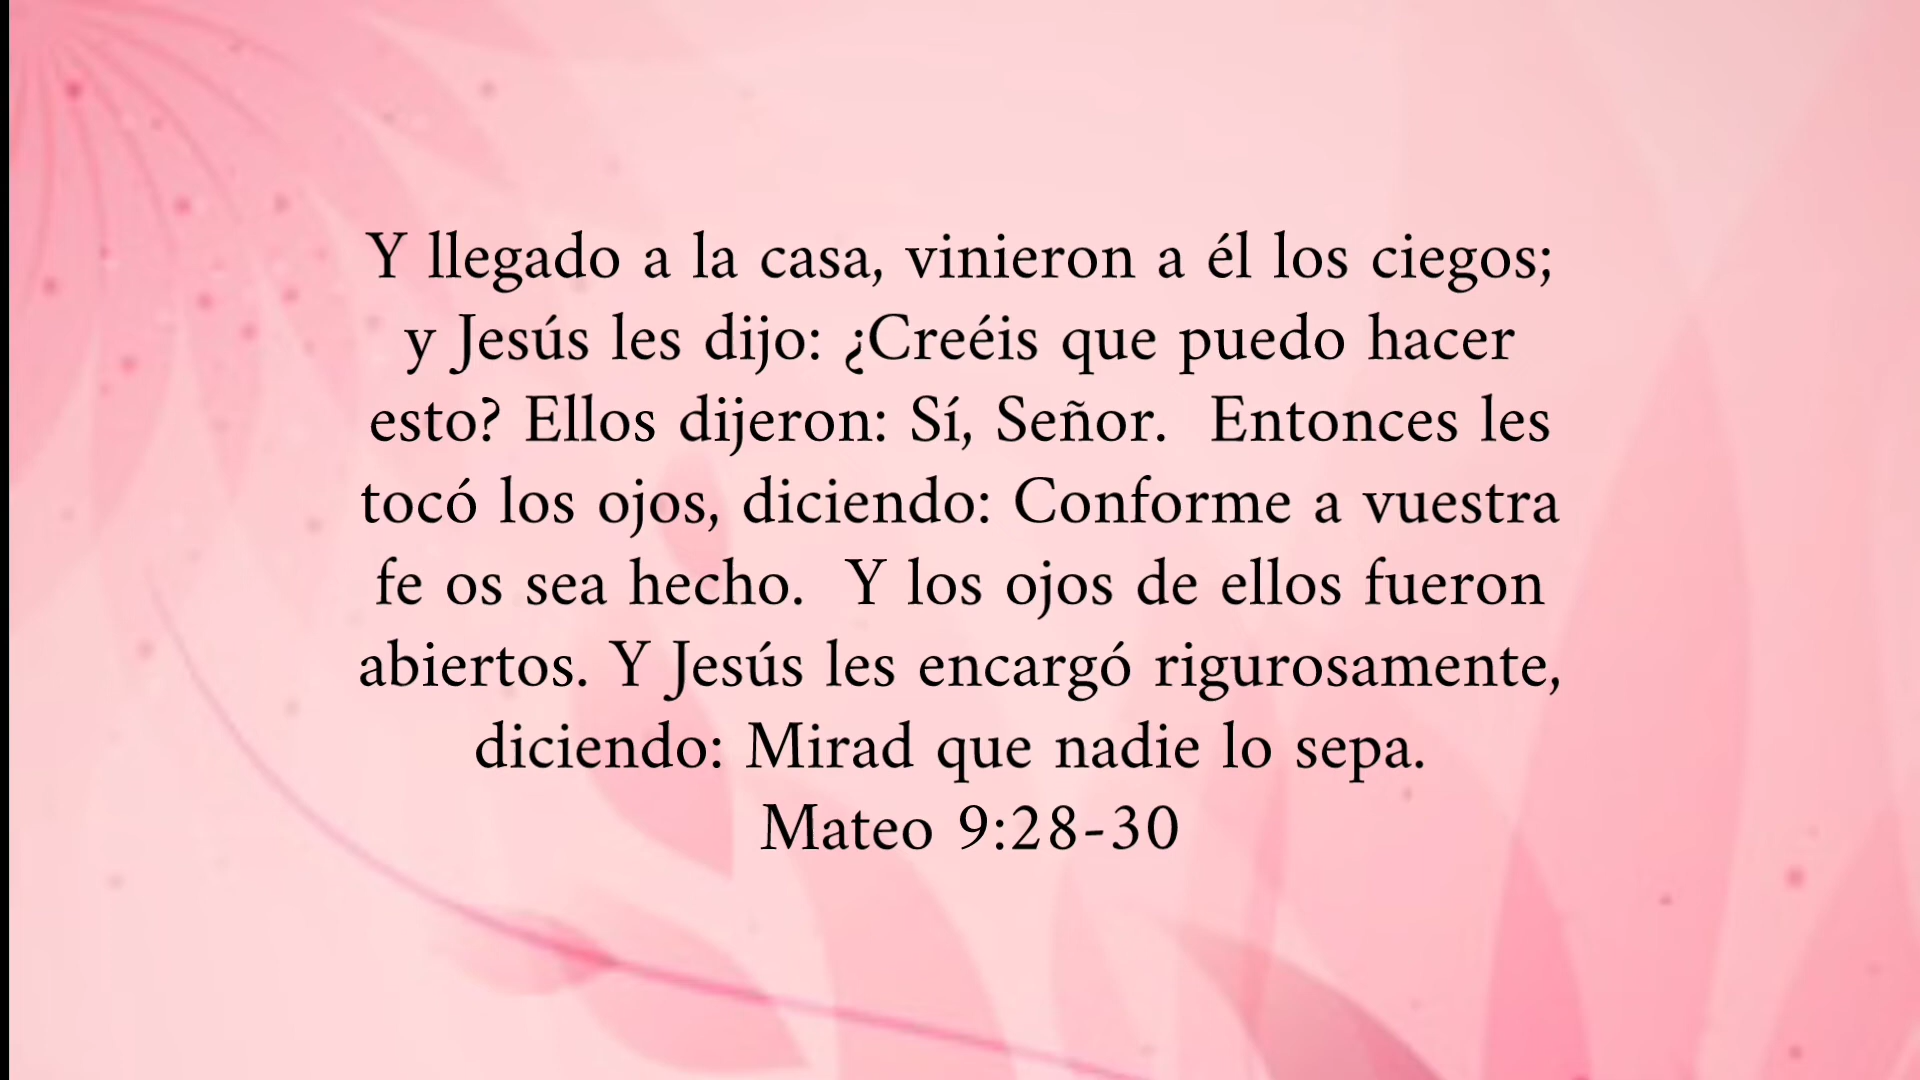 Y llegado a la casa, vinieron a él los ciegos;
y Jesús les dijo: ¿Creéis que puedo hacer
esto? Ellos dijeron: Sí, Señor.  Entonces les
tocó los ojos, diciendo: Conforme a vuestra
fe os sea hecho.  Y los ojos de ellos fueron
abiertos. Y Jesús les encargó rigurosamente,
diciendo: Mirad que nadie lo sepa.
Mateo 9:28-30